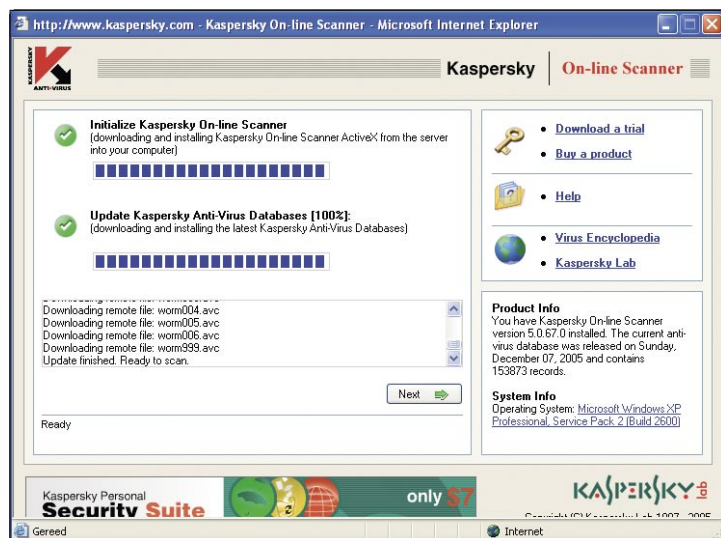 http://www.kaspersky.com - Kaspersky On-line Scanner - Microsoft Internet Explorer
KASPERSKY
ANTI-VIRUS
Kaspersky
On-line Scanner
Initialize Kaspersky On-line Scanner
(downloading and installing Kaspersky On-line Scanner ActiveX from the server
into your computer)
Update Kaspersky Anti-Virus Databases [100%]:
(downloading and installing the latest Kaspersky Anti-Virus Databases)
Downloading remote file: worm004.avc
Downloading remote file: worm005.avc
Downloading remote file: worm006.avc
Downloading remote file: worm999.avc
Update finished. Ready to scan.
Next
Ready
Download a trial
Buy a product
Help
Virus Encyclopedia
Kaspersky Lab
Product Info
You have Kaspersky On-line Scanner
version 5.0.67.0 installed. The current anti-
virus database was released on Sunday,
December 07, 2005 and contains
153873 records.
System Info
Operating System: Microsoft Windows XP
Professional, Service Pack 2 (Build 2600)
Kaspersky Personal
Security Suite
only $7
KASPERSKY lab
Copyright (C) Kaspersky Lab 1997 - 2005
Gereed
Internet